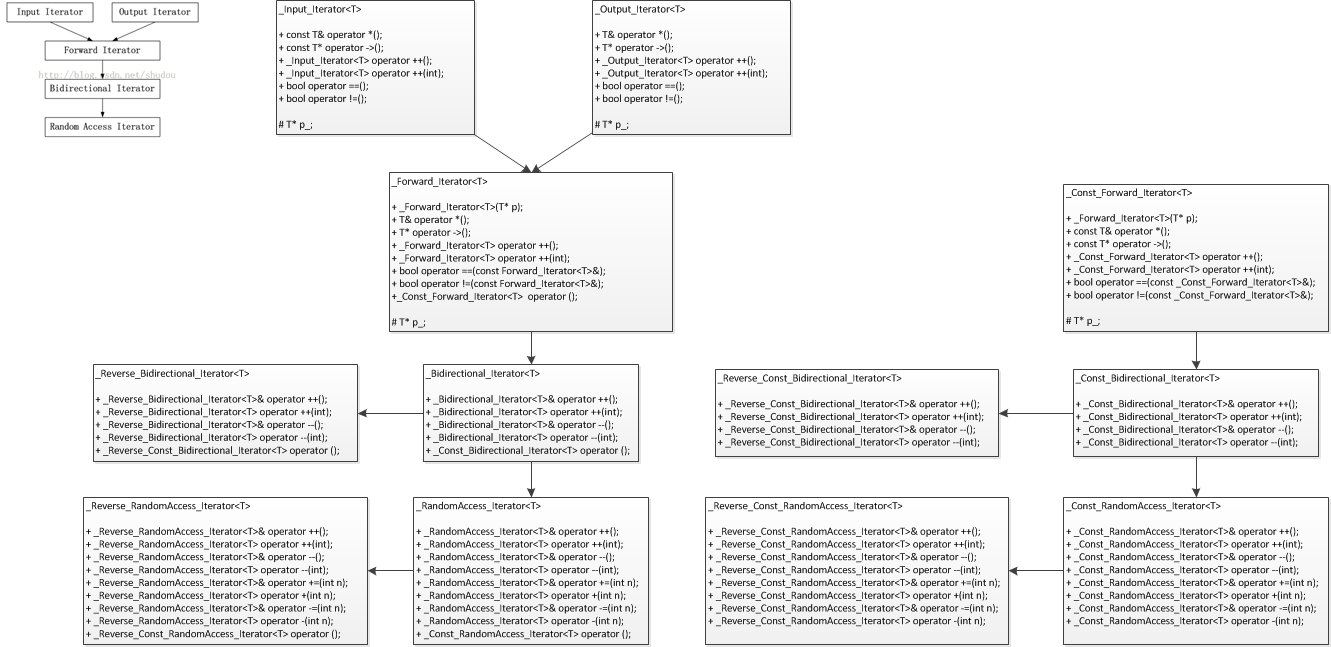 Input Iterator
Output Iterator
Forward Iterator
http://blog.csdn.net/shudou
Bidirectional Iterator
Random Access Iterator
_Input_Iterator<T>
+ const T& operator *();
+ const T* operator ->();
+ _Input_Iterator<T> operator ++();
+ _Input_Iterator<T> operator ++(int);
+ bool operator ==();
+ bool operator !=();
# T* p_;
_Output_Iterator<T>
+ T& operator *();
+ T* operator ->();
+ _Output_Iterator<T> operator ++();
+ _Output_Iterator<T> operator ++(int);
+ bool operator ==();
+ bool operator !=();
# T* p_;
_Forward_Iterator<T>
+ _Forward_Iterator<T>(T* p);
+ T& operator *();
+ T* operator ->();
+ _Forward_Iterator<T> operator ++();
+ _Forward_Iterator<T> operator ++(int);
+ bool operator ==(const Forward_Iterator<T>&);
+ bool operator !=(const Forward_Iterator<T>&);
+_Const_Forward_Iterator<T> operator ();
# T* p_;
_Const_Forward_Iterator<T>
+ _Forward_Iterator<T>(T* p);
+ const T& operator *();
+ const T* operator ->();
+ _Const_Forward_Iterator<T> operator ++();
+ _Const_Forward_Iterator<T> operator ++(int);
+ bool operator ==(const _Const_Forward_Iterator<T>&);
+ bool operator !=(const _Const_Forward_Iterator<T>&);
# T* p_;
_Reverse_Bidirectional_Iterator<T>
+ _Reverse_Bidirectional_Iterator<T>& operator ++();
+ _Reverse_Bidirectional_Iterator<T> operator ++(int);
+ _Reverse_Bidirectional_Iterator<T>& operator --();
+ _Reverse_Bidirectional_Iterator<T> operator --(int);
+ _Reverse_Const_Bidirectional_Iterator<T> operator ();
_Bidirectional_Iterator<T>
+ _Bidirectional_Iterator<T>& operator ++();
+ _Bidirectional_Iterator<T> operator ++(int);
+ _Bidirectional_Iterator<T>& operator --();
+ _Bidirectional_Iterator<T> operator --(int);
+ _Const_Bidirectional_Iterator<T> operator ();
_Reverse_Const_Bidirectional_Iterator<T>
+ _Reverse_Const_Bidirectional_Iterator<T>& operator ++();
+ _Reverse_Const_Bidirectional_Iterator<T> operator ++(int);
+ _Reverse_Const_Bidirectional_Iterator<T>& operator --();
+ _Reverse_Const_Bidirectional_Iterator<T> operator --(int);
_Const_Bidirectional_Iterator<T>
+ _Const_Bidirectional_Iterator<T>& operator ++();
+ _Const_Bidirectional_Iterator<T> operator ++(int);
+ _Const_Bidirectional_Iterator<T>& operator --();
+ _Const_Bidirectional_Iterator<T> operator --(int);
_Reverse_RandomAccess_Iterator<T>
+ _Reverse_RandomAccess_Iterator<T>& operator ++();
+ _Reverse_RandomAccess_Iterator<T> operator ++(int);
+ _Reverse_RandomAccess_Iterator<T>& operator --();
+ _Reverse_RandomAccess_Iterator<T> operator --(int);
+ _Reverse_RandomAccess_Iterator<T>& operator +=(int n);
+ _Reverse_RandomAccess_Iterator<T> operator +(int n);
+ _Reverse_RandomAccess_Iterator<T>& operator -=(int n);
+ _Reverse_RandomAccess_Iterator<T> operator -(int n);
+ _Reverse_Const_RandomAccess_Iterator<T> operator ();
_RandomAccess_Iterator<T>
+ _RandomAccess_Iterator<T>& operator ++();
+ _RandomAccess_Iterator<T> operator ++(int);
+ _RandomAccess_Iterator<T>& operator --();
+ _RandomAccess_Iterator<T> operator --(int);
+ _RandomAccess_Iterator<T>& operator +=(int n);
+ _RandomAccess_Iterator<T> operator +(int n);
+ _RandomAccess_Iterator<T>& operator -=(int n);
+ _RandomAccess_Iterator<T> operator -(int n);
+ _Const_RandomAccess_Iterator<T> operator ();
_Reverse_Const_RandomAccess_Iterator<T>
+ _Reverse_Const_RandomAccess_Iterator<T>& operator ++();
+ _Reverse_Const_RandomAccess_Iterator<T> operator ++(int);
+ _Reverse_Const_RandomAccess_Iterator<T>& operator --();
+ _Reverse_Const_RandomAccess_Iterator<T> operator --(int);
+ _Reverse_Const_RandomAccess_Iterator<T>& operator +=(int n);
+ _Reverse_Const_RandomAccess_Iterator<T> operator +(int n);
+ _Reverse_Const_RandomAccess_Iterator<T>& operator -=(int n);
+ _Reverse_Const_RandomAccess_Iterator<T> operator -(int n);
_Const_RandomAccess_Iterator<T>
+ _Const_RandomAccess_Iterator<T>& operator ++();
+ _Const_RandomAccess_Iterator<T> operator ++(int);
+ _Const_RandomAccess_Iterator<T>& operator --();
+ _Const_RandomAccess_Iterator<T> operator --(int);
+ _Const_RandomAccess_Iterator<T>& operator +=(int n);
+ _Const_RandomAccess_Iterator<T> operator +(int n);
+ _Const_RandomAccess_Iterator<T>& operator -=(int n);
+ _Const_RandomAccess_Iterator<T> operator -(int n);